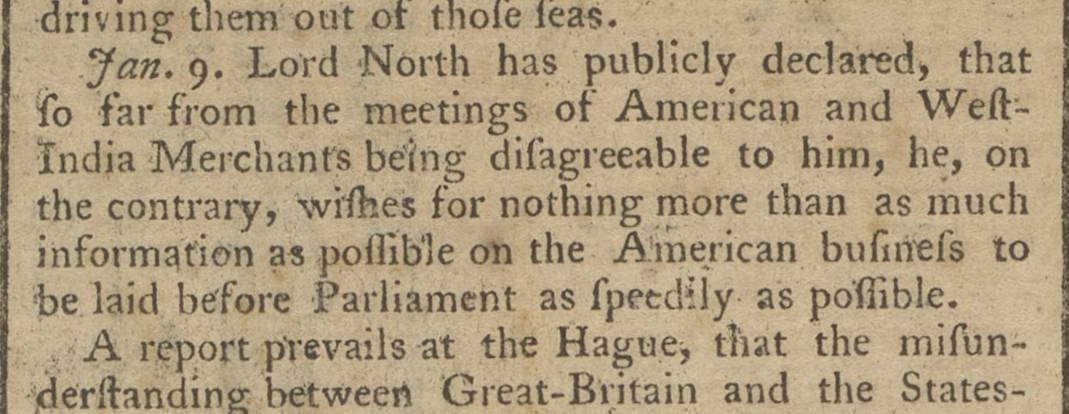 driving them out of thoſe ſeas.
Jan. 9. Lord North has publicly declared, that
ſo far from the meetings of American and Weſt-
India Merchants being diſagreeable to him, he, on
the contrary, wiſhes for nothing more than as much
information as poſſible on the American buſineſs to
be laid before Parliament as ſpeedily as poſſible.
A report prevails at the Hague, that the miſun-
derſtanding between Great-Britain and the States-